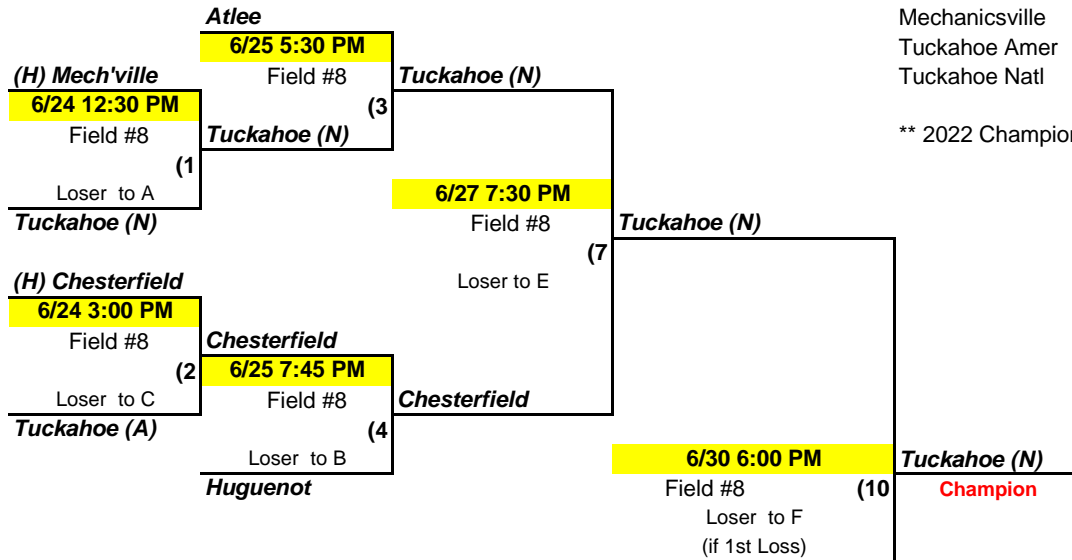 Atlee
Mechanicsville
6/25 5:30 PM
Tuckahoe Amer
(H) Mech'ville
Field #8
Tuckahoe (N)
Tuckahoe Natl
6/24 12:30 PM
(3
Field #8
Tuckahoe (N)
** 2022 Champion
(1
Loser to A
6/27 7:30 PM
Tuckahoe (N)
Field #8
Tuckahoe (N)
(7
(H) Chesterfield
Loser to E
6/24 3:00 PM
Field #8
Chesterfield
(2
6/25 7:45 PM
Loser to C
Field #8
Chesterfield
Tuckahoe (A)
(4
Loser to B
6/30 6:00 PM
Tuckahoe (N)
Huguenot
Field #8
(10
Champion
Loser to F
(if 1st Loss)